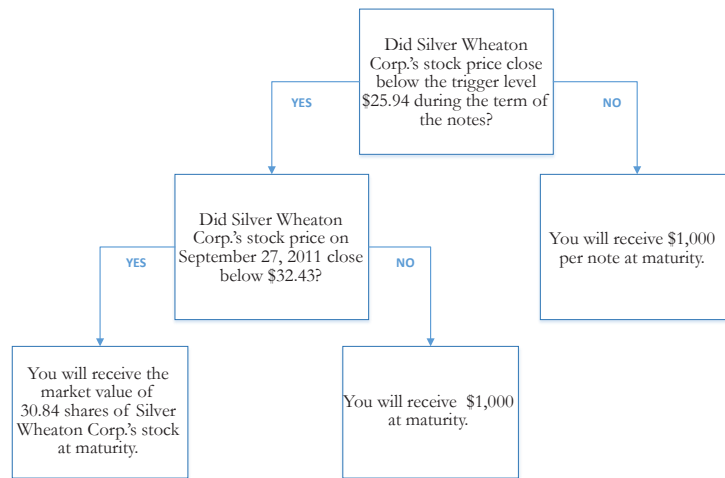 Did Silver Wheaton
Corp.'s stock price close
below the trigger level
$25.94 during the term of
the notes?
YES
NO
Did Silver Wheaton
Corp.'s stock price on
September 27, 2011 close
below $32.43?
You will receive $1,000
per note at maturity.
YES
NO
You will receive the
market value of
30.84 shares of Silver
Wheaton Corp.'s stock
at maturity.
You will receive $1,000
at maturity.